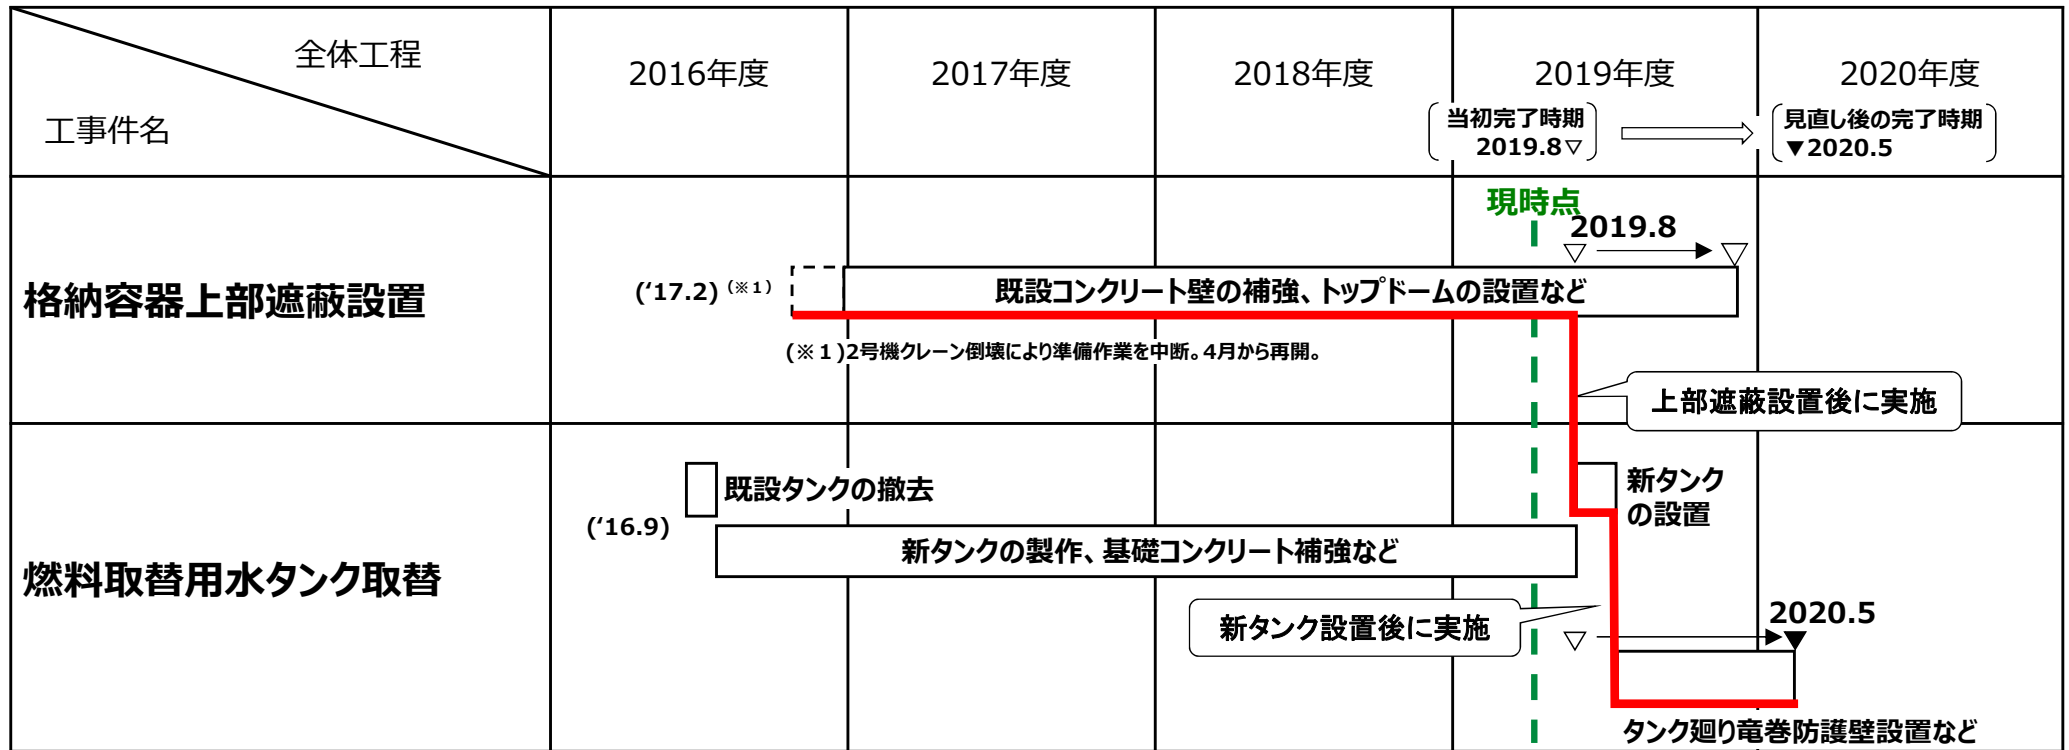 全体工程
工事件名
2016年度
2017年度
2018年度
2019年度
2020年度
当初完了時期
2019.8▽
見直し後の完了時期
▼2020.5
現時点
2019.8
格納容器上部遮蔽設置
(‘17.2)(※1)
既設コンクリート壁の補強、トップドームの設置など
(※1)2号機クレーン倒壊により準備作業を中断。4月から再開。
上部遮蔽設置後に実施
燃料取替用水タンク取替
(‘16.9)
既設タンクの撤去
新タンク
の設置
新タンクの製作、基礎コンクリート補強など
新タンク設置後に実施
2020.5
タンク廻り竜巻防護壁設置など